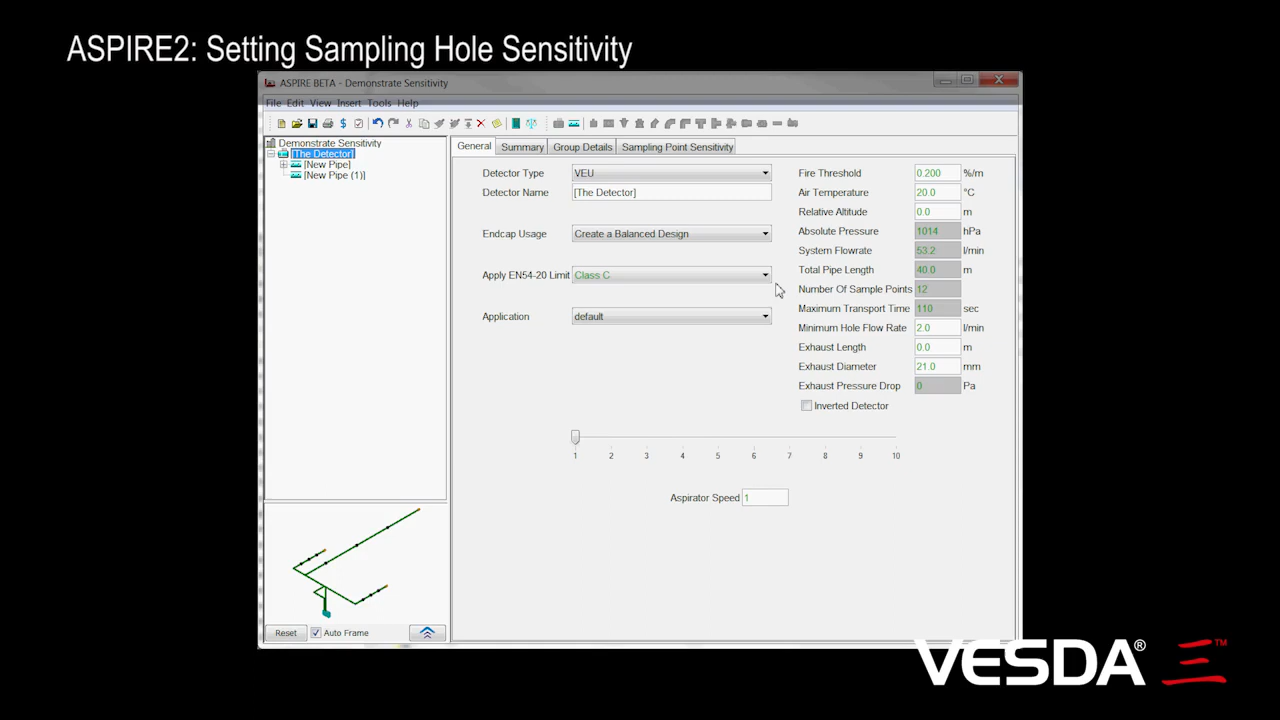 ASPIRE2: Setting Sampling Hole Sensitivity
ASPIRE BETA - Demonstrate Sensitivity
File Edit View Insert Tools Help
Demonstrate Sensitivity
[The Detector]
[New Pipe]
[New Pipe (1)]
General Summary Group Details Sampling Point Sensitivity
Detector Type VEU
Detector Name [The Detector]
Endcap Usage Create a Balanced Design
Apply EN54-20 Limit Class C
Application default
Fire Threshold 0.200 %/m
Air Temperature 20.0 °C
Relative Altitude 0.0 m
Absolute Pressure 1014 hPa
System Flowrate 53.2 l/min
Total Pipe Length 40.0 m
Number Of Sample Points 12
Maximum Transport Time 110 sec
Minimum Hole Flow Rate 2.0 l/min
Exhaust Length 0.0 m
Exhaust Diameter 21.0 mm
Exhaust Pressure Drop 0 Pa
Inverted Detector
1 2 3 4 5 6 7 8 9 10
Aspirator Speed 1
Reset Auto Frame
VESDA® ™